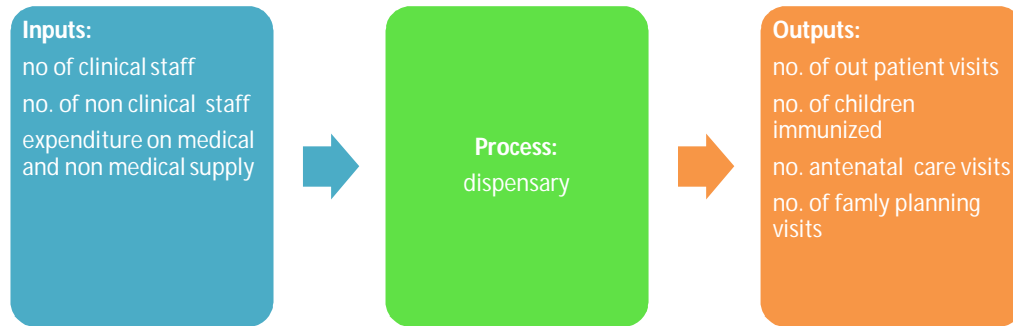 Inputs:
no of clinical staff
no. of non clinical staff
expenditure on medical
and non medical supply
Process:
dispensary
Outputs:
no. of out patient visits
no. of children
immunized
no. antenatal care visits
no. of famly planning
visits